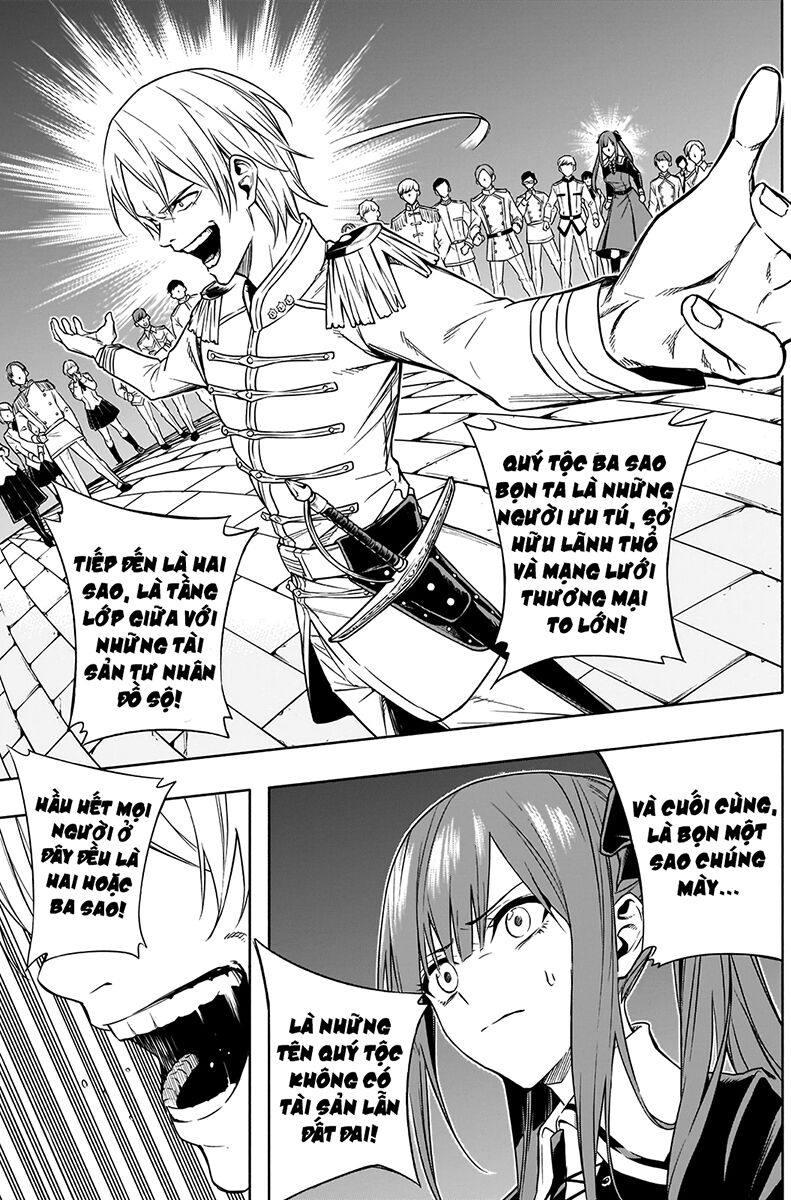 QUÝ TỘC BA SAO
BỌN TA LÀ NHỮNG
NGƯỜI ƯU TÚ, SỞ
HỮU LÃNH THỔ
VÀ MẠNG LƯỚI
THƯƠNG MẠI
TO LỚN!
TIẾP ĐẾN LÀ HAI
SAO, LÀ TẦNG
LỚP GIỮA VỚI
NHỮNG TÀI
SẢN TƯ NHÂN
ĐỒ SỘ!
VÀ CUỐI CÙNG,
LÀ BỌN MỘT
SAO CHÚNG
MÀY...
LÀ NHỮNG
TÊN QUÝ TỘC
KHÔNG CÓ
TÀI SẢN LẪN
ĐẤT ĐAI!
HẦU HẾT MỌI
NGƯỜI Ở
ĐÂY ĐỀU LÀ
HAI HOẶC
BA SAO!